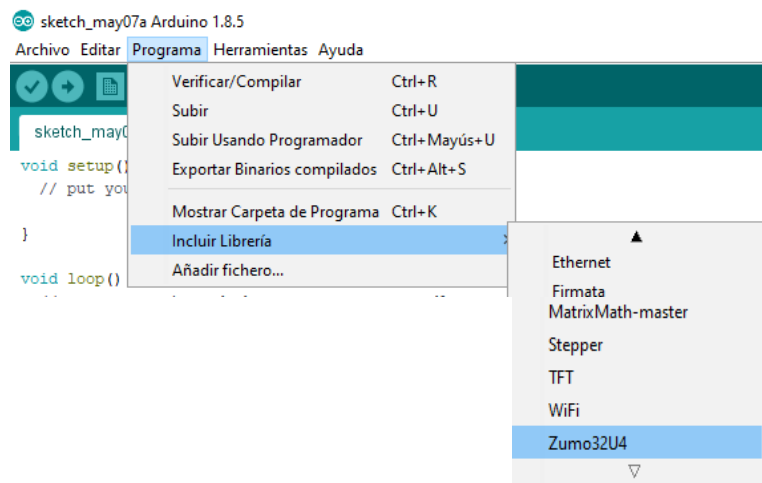 sketch_may07a Arduino 1.8.5
Archivo Editar Programa Herramientas Ayuda
Verificar/Compilar Ctrl+R
Subir Ctrl+U
sketch_may0
Subir Usando Programador Ctrl+Mayús+U
void setup()
Exportar Binarios compilados Ctrl+Alt+S
// put you
Mostrar Carpeta de Programa Ctrl+K
}
Incluir Librería
Añadir fichero...
void loop()
Ethernet
Firmata
MatrixMath-master
Stepper
TFT
WiFi
Zumo32U4